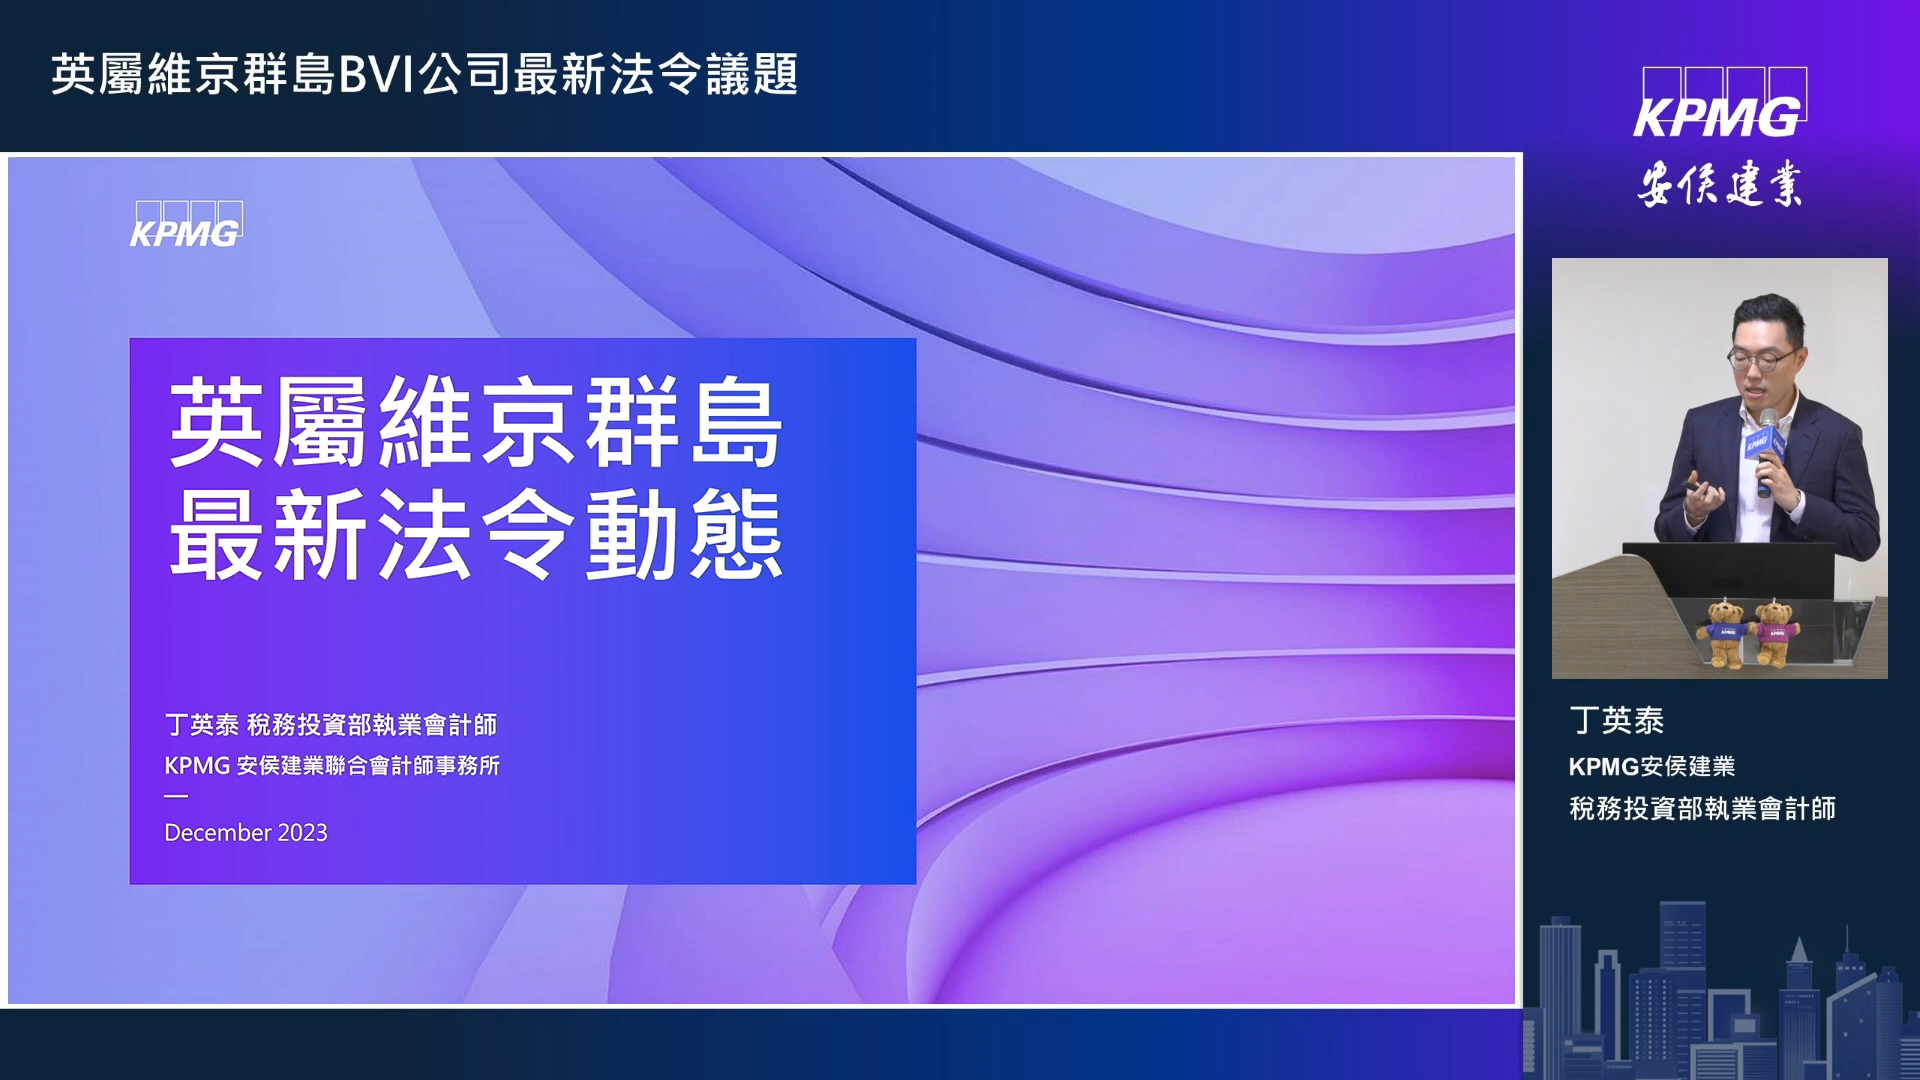 英屬維京群島BVI公司最新法令議題
KPMG
安侯建業
KPMG
英屬維京群島
最新法令動態
丁英泰 稅務投資部執業會計師
KPMG 安侯建業聯合會計師事務所
December 2023
KPMG
KPMG
KPMG
丁英泰
KPMG安侯建業
稅務投資部執業會計師